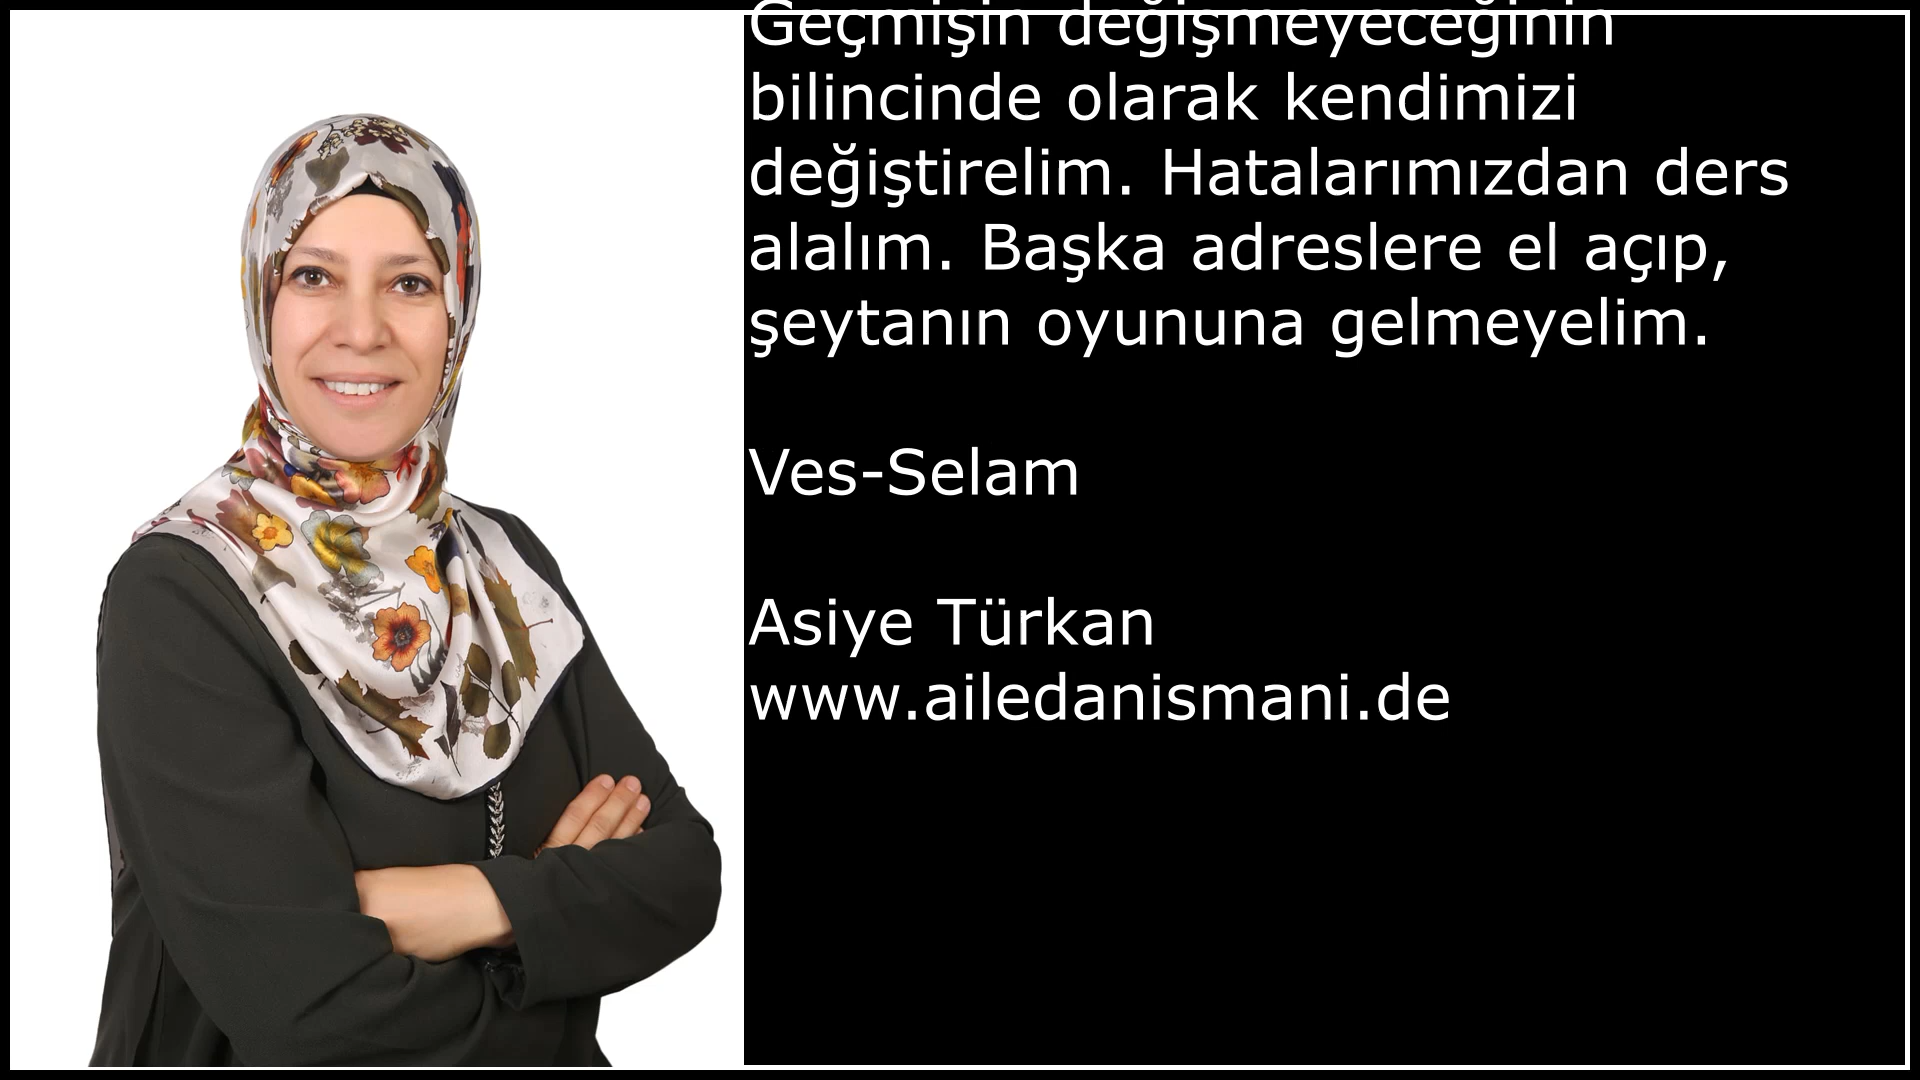 Geçmişin değişmeyeceğinin
bilincinde olarak kendimizi
değiştirelim. Hatalarımızdan ders
alalım. Başka adreslere el açıp,
şeytanın oyununa gelmeyelim.
Ves-Selam
Asiye Türkan
www.ailedanismani.de